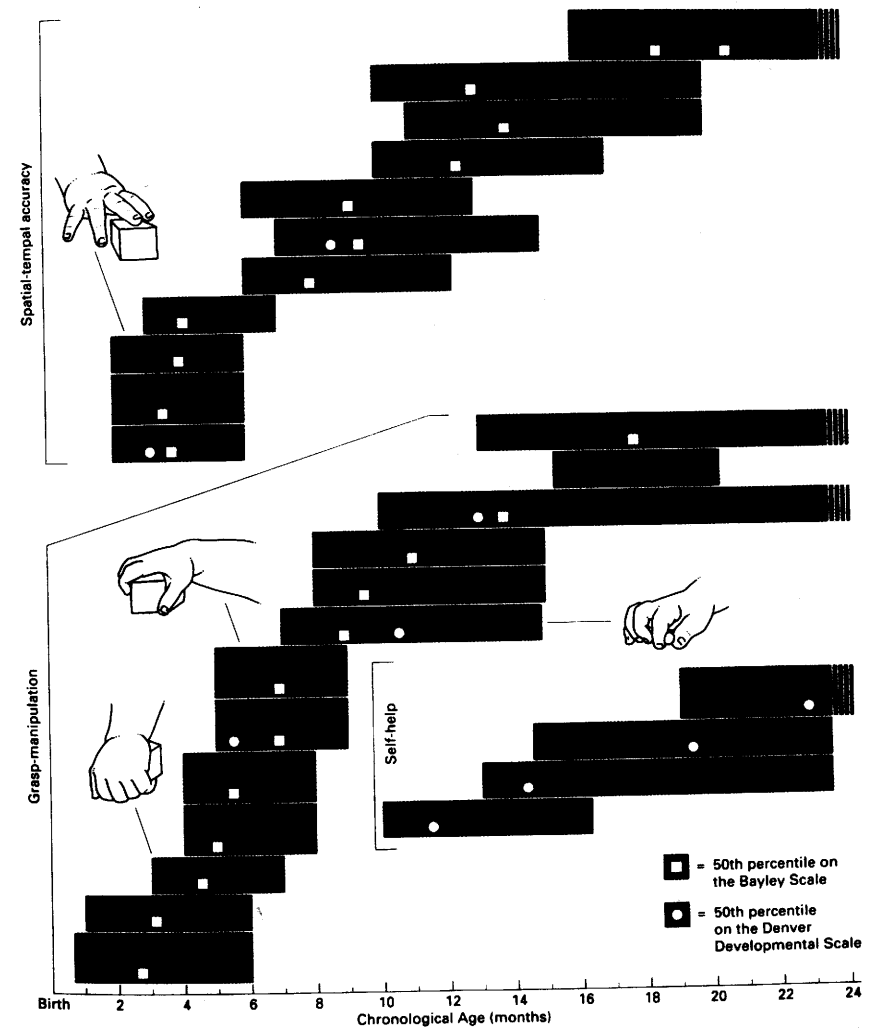 Spatial-tempal accuracy
Grasp-manipulation
Self-help
= 50th percentile on
the Bayley Scale
= 50th percentile
on the Denver
Developmental Scale
Birth 2 4 6 8 10 12 14 16 18 20 22 24
Chronological Age (months)